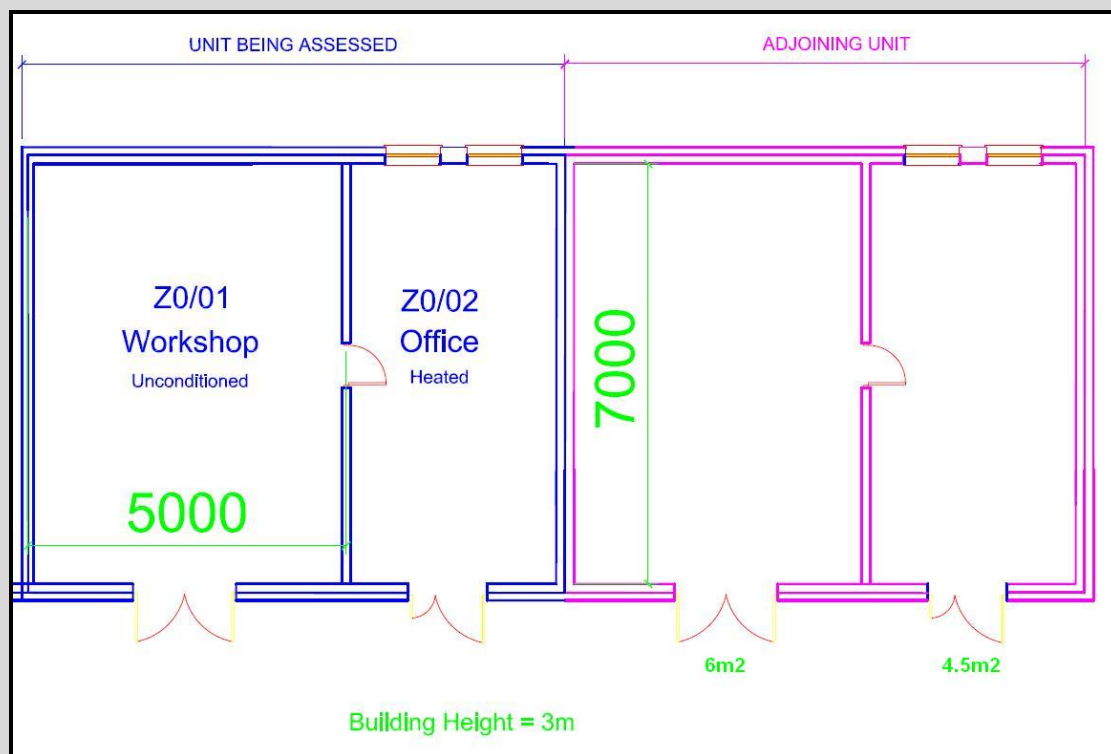 UNIT BEING ASSESSED
ADJOINING UNIT
Z0/01
Workshop
Unconditioned
Z0/02
Office
Heated
7000
5000
6m2
4.5m2
Building Height = 3m